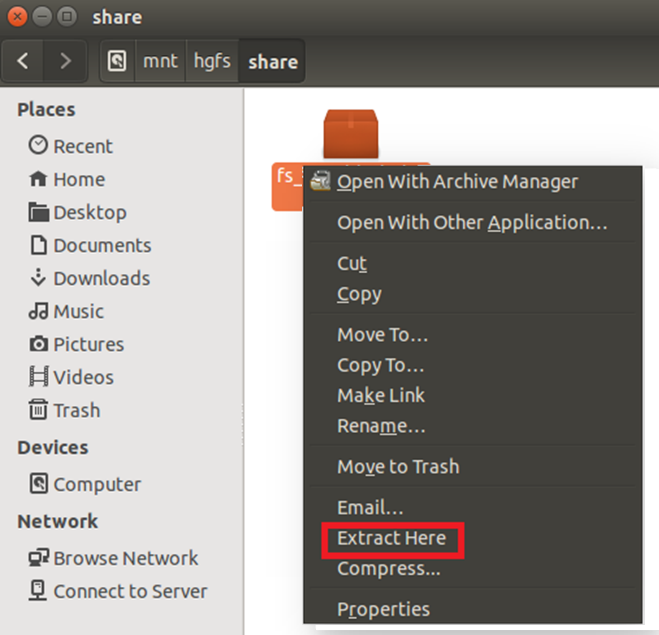 share
mnt hgfs share
Places
Recent
Home
Desktop
Documents
Downloads
Music
Pictures
Videos
Trash
Devices
Computer
Network
Browse Network
Connect to Server
fs_
Open With Archive Manager
Open With Other Application...
Cut
Copy
Move To...
Copy To...
Make Link
Rename...
Move to Trash
Email...
Extract Here
Compress...
Properties